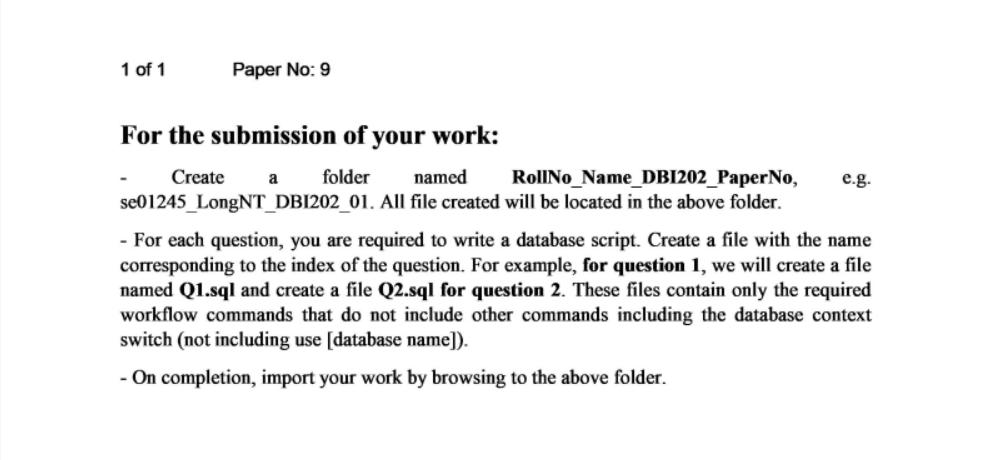 1 of 1 Paper No: 9
For the submission of your work:
- Create a folder named RollNo_Name_DBI202_PaperNo, e.g.
se01245_LongNT_DBI202_01. All file created will be located in the above folder.
- For each question, you are required to write a database script. Create a file with the name
corresponding to the index of the question. For example, for question 1, we will create a file
named Q1.sql and create a file Q2.sql for question 2. These files contain only the required
workflow commands that do not include other commands including the database context
switch (not including use [database name]).
- On completion, import your work by browsing to the above folder.